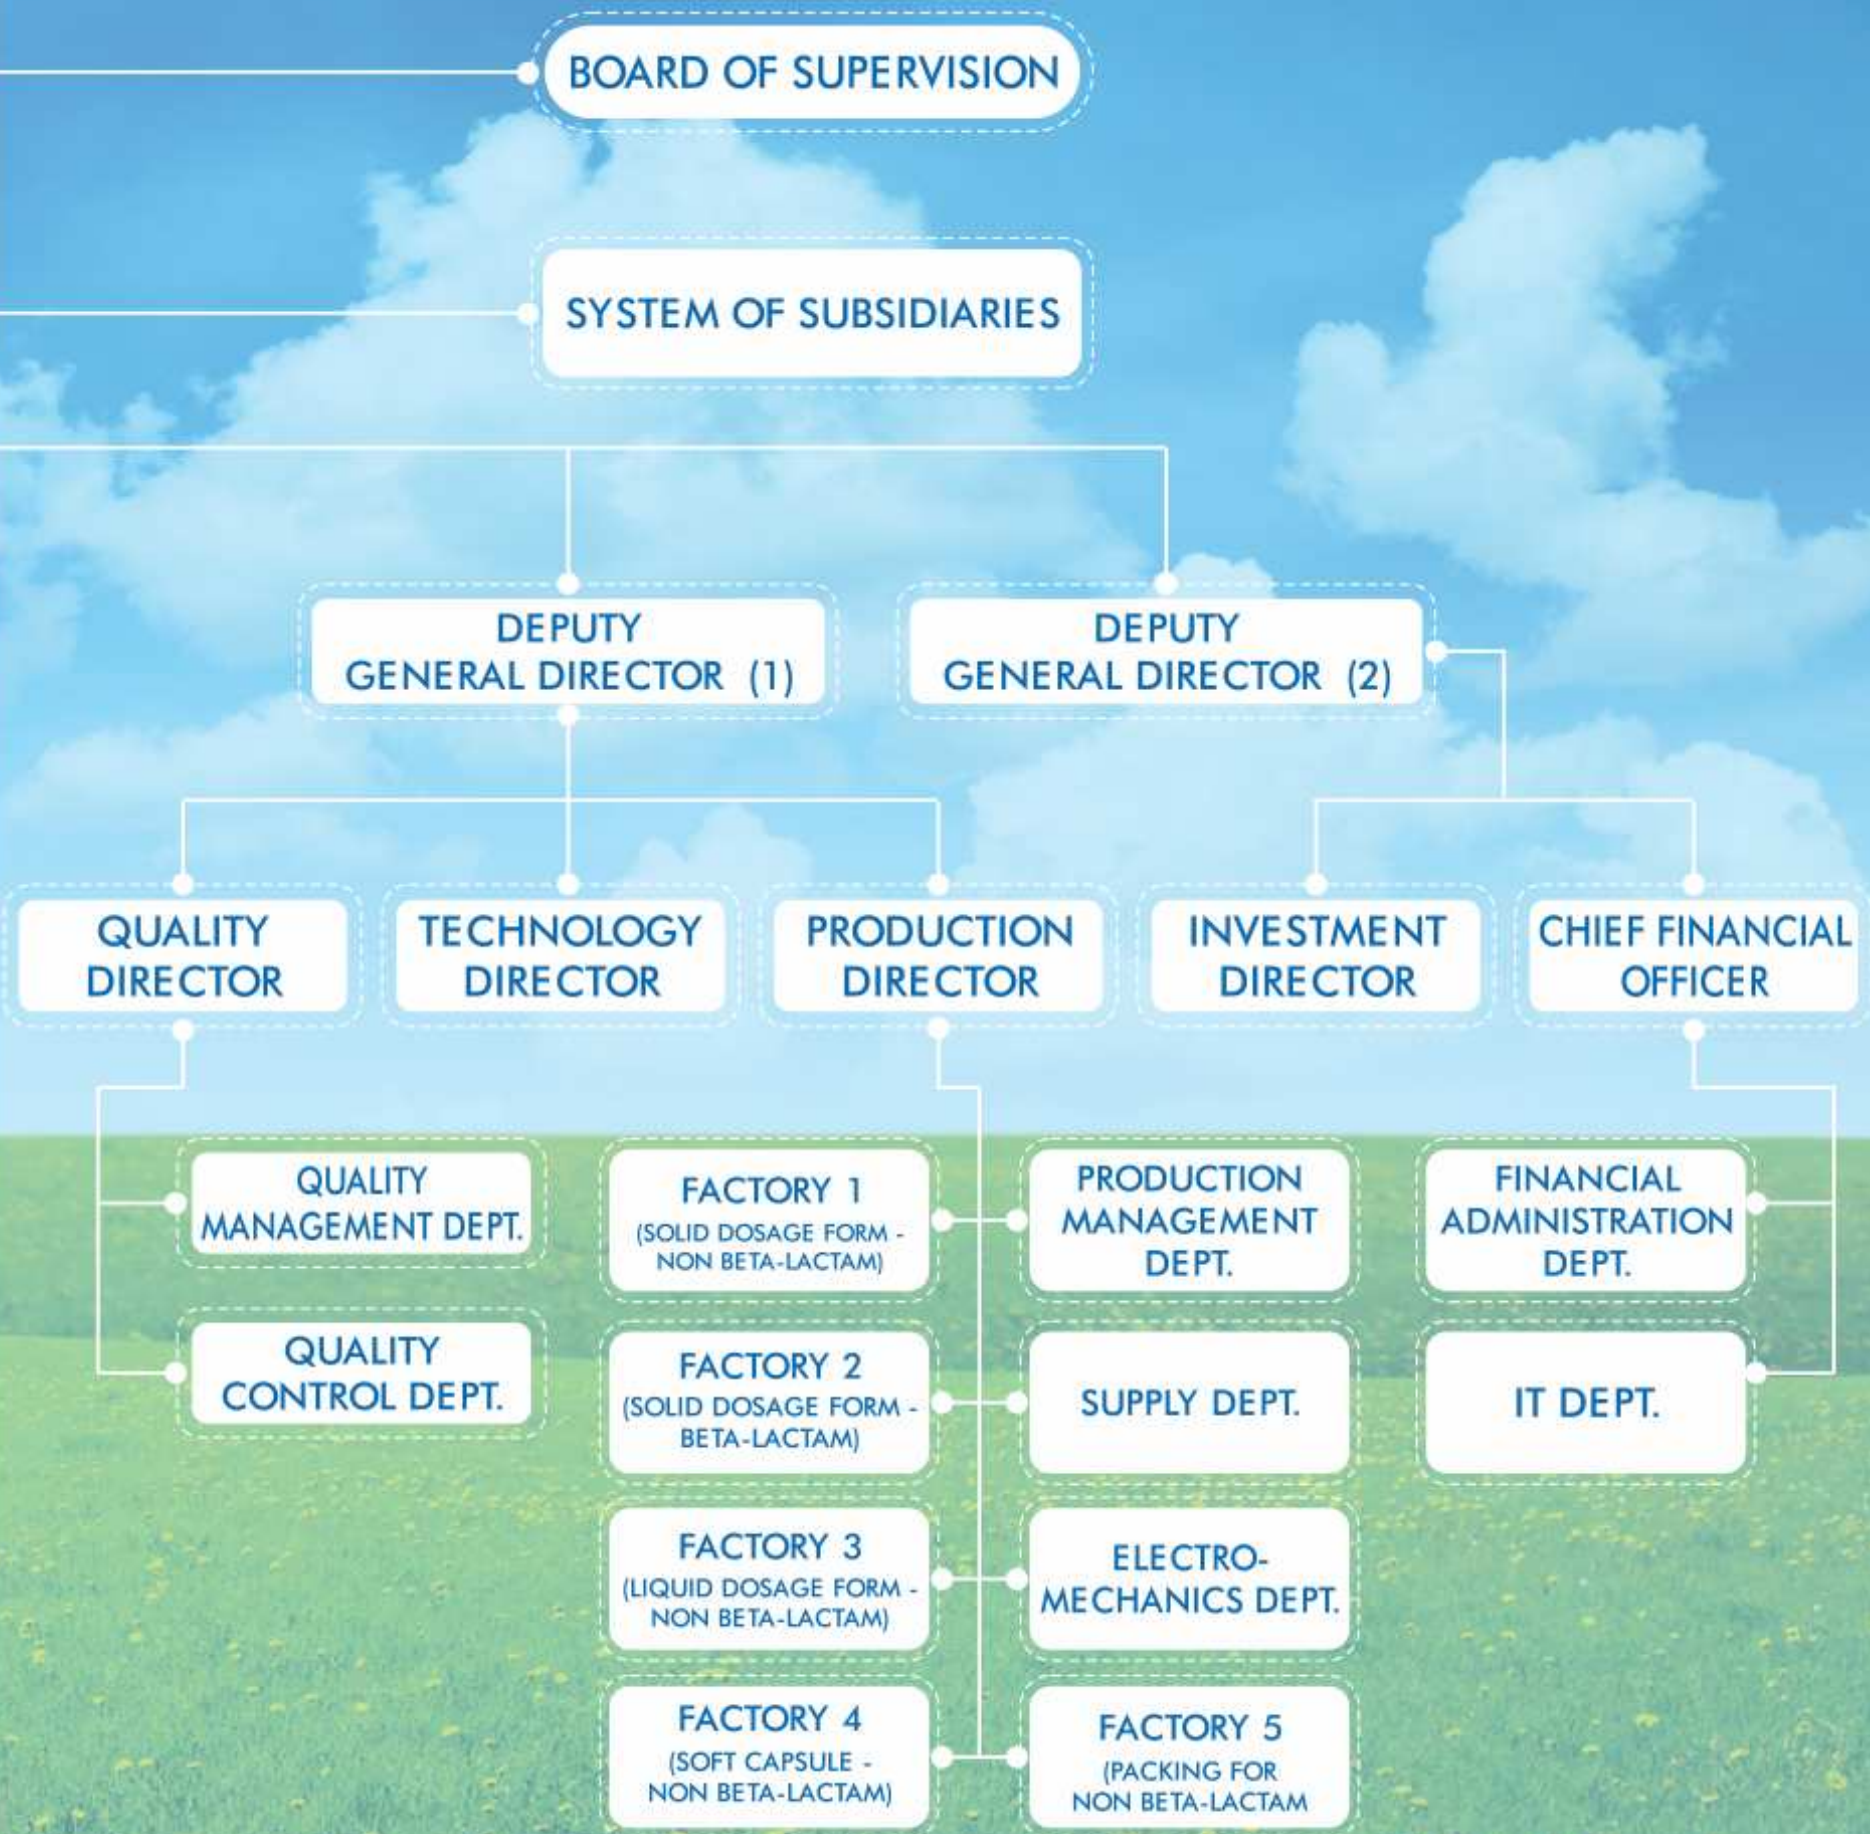 BOARD OF SUPERVISION
SYSTEM OF SUBSIDIARIES
DEPUTY
GENERAL DIRECTOR (1)
DEPUTY
GENERAL DIRECTOR (2)
QUALITY
DIRECTOR
TECHNOLOGY
DIRECTOR
PRODUCTION
DIRECTOR
INVESTMENT
DIRECTOR
CHIEF FINANCIAL
OFFICER
QUALITY
MANAGEMENT DEPT.
QUALITY
CONTROL DEPT.
FACTORY 1
(SOLID DOSAGE FORM -
NON BETA-LACTAM)
FACTORY 2
(SOLID DOSAGE FORM -
BETA-LACTAM)
FACTORY 3
(LIQUID DOSAGE FORM -
NON BETA-LACTAM)
FACTORY 4
(SOFT CAPSULE -
NON BETA-LACTAM)
PRODUCTION
MANAGEMENT
DEPT.
SUPPLY DEPT.
ELECTRO-
MECHANICS DEPT.
FACTORY 5
(PACKING FOR
NON BETA-LACTAM
FINANCIAL
ADMINISTRATION
DEPT.
IT DEPT.